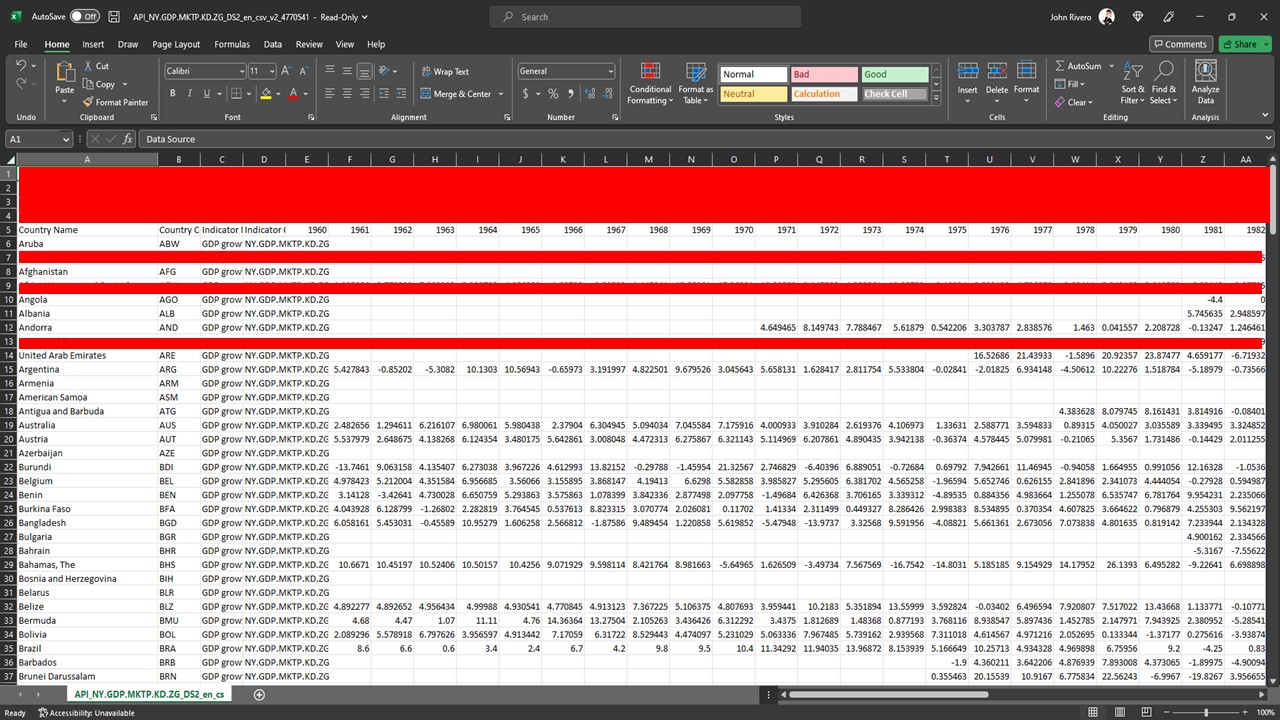 AutoSave Off API_NY.GDP.MKTP.KD.ZG_DS2_en_csv_v2_4770541 - Read-Only Search John Rivero
File Home Insert Draw Page Layout Formulas Data Review View Help Comments Share
Cut Calibri 11 Wrap Text General Normal Bad Good AutoSum
Paste Copy Conditional Formatting Format as Table Insert Delete Format Fill Sort & Filter Find & Select Analyze Data
Format Painter B I U Merge & Center $ % Neutral Calculation Check Cell Clear
Undo Clipboard Font Alignment Number Styles Cells Editing Analysis
A1 fx Data Source
A B C D E F G H I J K L M N O P Q R S T U V W X Y Z AA
1
2
3
4
5 Country Name Country C Indicator Indicator 1960 1961 1962 1963 1964 1965 1966 1967 1968 1969 1970 1971 1972 1973 1974 1975 1976 1977 1978 1979 1980 1981 1982
6 Aruba ABW GDP grow NY.GDP.MKTP.KD.ZG
7
8 Afghanistan AFG GDP grow NY.GDP.MKTP.KD.ZG
9
10 Angola AGO GDP grow NY.GDP.MKTP.KD.ZG -4.4 0
11 Albania ALB GDP grow NY.GDP.MKTP.KD.ZG 5.745635 2.948597
12 Andorra AND GDP grow NY.GDP.MKTP.KD.ZG 4.649465 8.149743 7.788467 5.61879 0.542206 3.303787 2.838576 1.463 0.041557 2.208728 -0.13247 1.246461
13
14 United Arab Emirates ARE GDP grow NY.GDP.MKTP.KD.ZG 16.52686 21.43933 -1.5896 20.92357 23.87477 4.659177 -6.71932
15 Argentina ARG GDP grow NY.GDP.MKTP.KD.ZG 5.427843 -0.85202 -5.3082 10.1303 10.56943 -0.65973 3.191997 4.822501 9.679526 3.045643 5.658131 1.628417 2.811754 5.533804 -0.02841 -2.01825 6.934148 -4.50612 10.22276 1.518784 -5.18979 -0.73566
16 Armenia ARM GDP grow NY.GDP.MKTP.KD.ZG
17 American Samoa ASM GDP grow NY.GDP.MKTP.KD.ZG
18 Antigua and Barbuda ATG GDP grow NY.GDP.MKTP.KD.ZG 4.383628 8.079745 8.161431 3.814916 -0.08401
19 Australia AUS GDP grow NY.GDP.MKTP.KD.ZG 2.482656 1.294611 6.216107 6.980061 5.980438 2.37904 6.304945 5.094034 7.045584 7.175916 4.000933 3.910284 2.619376 4.106973 1.33631 2.588771 3.594833 0.89315 4.050027 3.035579 3.339495 3.324852
20 Austria AUT GDP grow NY.GDP.MKTP.KD.ZG 5.537979 2.648675 4.138268 6.124354 3.480175 5.642861 3.008048 4.472313 6.275867 6.321143 5.114969 6.207861 4.890435 3.942138 -0.36374 4.578445 5.079981 -0.21065 5.3567 1.731486 -0.14429 2.011255
21 Azerbaijan AZE GDP grow NY.GDP.MKTP.KD.ZG
22 Burundi BDI GDP grow NY.GDP.MKTP.KD.ZG -13.7461 9.063158 4.135407 6.273038 3.967226 4.612993 13.82152 -0.29788 -1.45954 21.32567 2.746829 -6.40396 6.889051 -0.72684 0.69792 7.942661 11.46945 -0.94058 1.664955 0.991056 12.16328 -1.0536
23 Belgium BEL GDP grow NY.GDP.MKTP.KD.ZG 4.978423 5.212004 4.351584 6.956685 3.56066 3.155895 3.868147 4.19413 6.6298 5.582858 3.985827 5.295605 6.381702 4.565258 -1.96594 5.652746 0.626155 2.841896 2.341073 4.444054 -0.27928 0.594987
24 Benin BEN GDP grow NY.GDP.MKTP.KD.ZG 3.14128 -3.42641 4.730028 6.650759 5.293863 3.575863 1.078399 3.842336 2.877498 2.097758 -1.49684 6.426368 3.706165 3.339312 -4.89535 0.884356 4.983664 1.255078 6.534737 6.781764 9.954231 2.235066
25 Burkina Faso BFA GDP grow NY.GDP.MKTP.KD.ZG 4.043928 6.128799 -1.26802 2.282819 3.764545 0.537613 8.823315 3.070774 2.026081 0.11702 1.41334 2.311499 0.449327 8.286426 2.998383 8.534985 0.370354 4.607805 3.664622 0.796879 4.255303 9.562197
26 Bangladesh BGD GDP grow NY.GDP.MKTP.KD.ZG 6.058161 5.453031 -0.45589 10.95279 1.606258 2.566812 -1.87586 9.489454 1.220858 5.619852 -5.47948 -13.9737 3.32568 9.591956 -4.08821 5.661361 2.673056 7.073838 4.801635 0.819142 7.233944 2.134328
27 Bulgaria BGR GDP grow NY.GDP.MKTP.KD.ZG 4.900162 2.334566
28 Bahrain BHR GDP grow NY.GDP.MKTP.KD.ZG -5.3167 -7.55622
29 Bahamas, The BHS GDP grow NY.GDP.MKTP.KD.ZG 10.6671 10.45197 10.52406 10.50157 10.4256 9.071929 9.598114 8.421764 8.981663 -5.64965 1.626509 -3.49734 7.567569 -16.7542 -14.8031 5.185185 9.154929 14.17952 26.1393 6.495282 -9.22641 6.698898
30 Bosnia and Herzegovina BIH GDP grow NY.GDP.MKTP.KD.ZG
31 Belarus BLR GDP grow NY.GDP.MKTP.KD.ZG
32 Belize BLZ GDP grow NY.GDP.MKTP.KD.ZG 4.892277 4.892652 4.956434 4.99988 4.930541 4.770845 4.913123 7.367225 5.106375 4.807693 3.959441 10.2183 5.351894 13.55999 3.592824 -0.03402 6.496594 7.920807 7.517022 13.43668 1.133771 -0.10771
33 Bermuda BMU GDP grow NY.GDP.MKTP.KD.ZG 4.68 4.47 1.07 11.11 4.76 14.36364 13.27504 2.105263 3.436426 6.312292 3.4375 1.812689 1.48368 0.877193 3.768116 8.938547 5.897436 1.452785 2.147971 7.943925 2.380952 -5.28541
34 Bolivia BOL GDP grow NY.GDP.MKTP.KD.ZG 2.089296 5.578918 6.797626 3.956597 4.913442 7.17059 6.31722 8.529443 4.474097 5.231029 5.063336 7.967485 5.739162 2.939568 7.311018 4.614567 4.971216 2.052695 0.133344 -1.37177 0.275616 -3.93874
35 Brazil BRA GDP grow NY.GDP.MKTP.KD.ZG 8.6 6.6 0.6 3.4 2.4 6.7 4.2 9.8 9.5 10.4 11.34292 11.94035 13.96872 8.153939 5.166649 10.25713 4.934328 4.969898 6.75956 9.2 -4.25 0.83
36 Barbados BRB GDP grow NY.GDP.MKTP.KD.ZG -1.9 4.360211 3.642206 4.876939 7.893008 4.373065 -1.89975 -4.90094
37 Brunei Darussalam BRN GDP grow NY.GDP.MKTP.KD.ZG 0.355463 20.15539 10.9167 6.775834 22.56243 -6.9967 -19.8267 3.956655
API_NY.GDP.MKTP.KD.ZG_DS2_en_cs
Ready Accessibility: Unavailable 100%